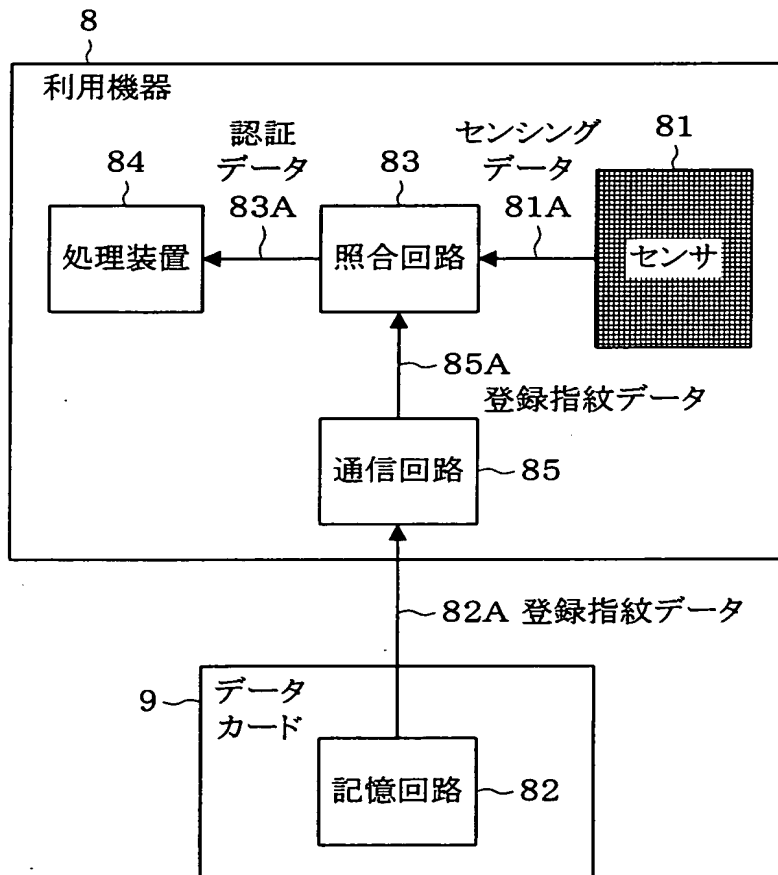 8
利用機器
認証
データ
83A
センシング
データ
81A
81
84
83
処理装置
照合回路
センサ
85A
登録指紋データ
通信回路
85
82A 登録指紋データ
9
データ
カード
記憶回路
82